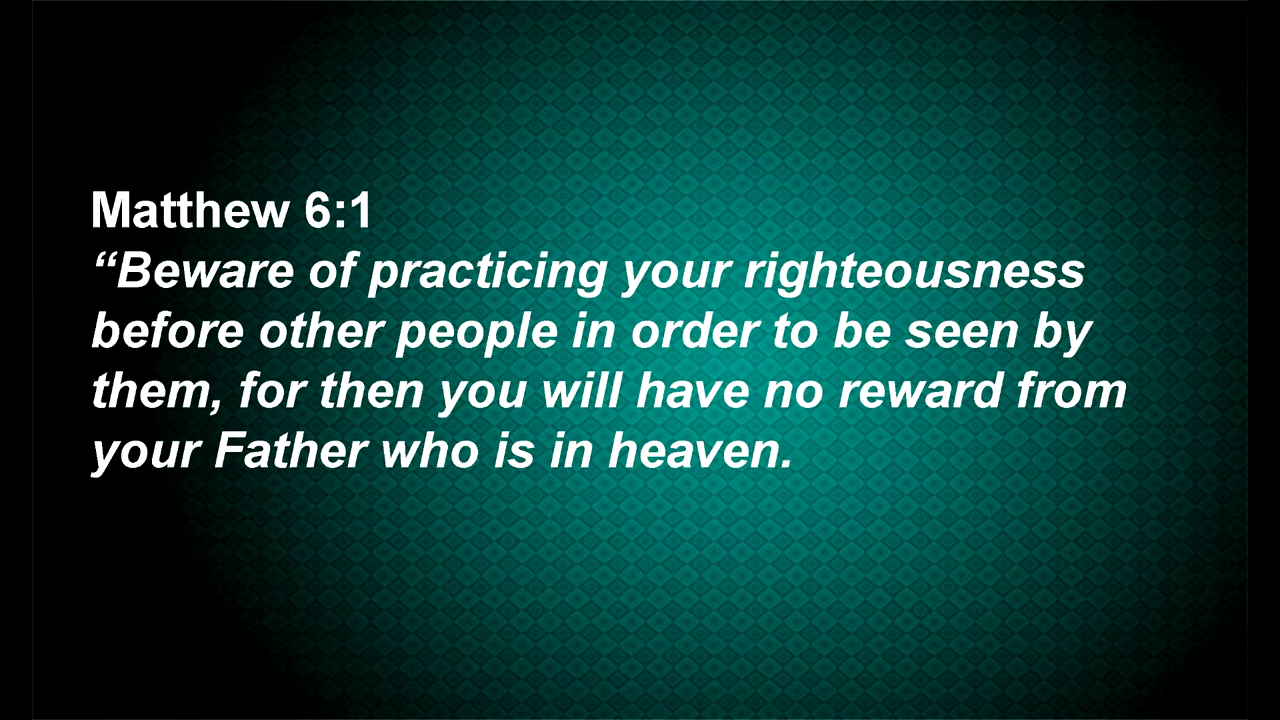 Matthew 6:1
“Beware of practicing your righteousness
before other people in order to be seen by
them, for then you will have no reward from
your Father who is in heaven.